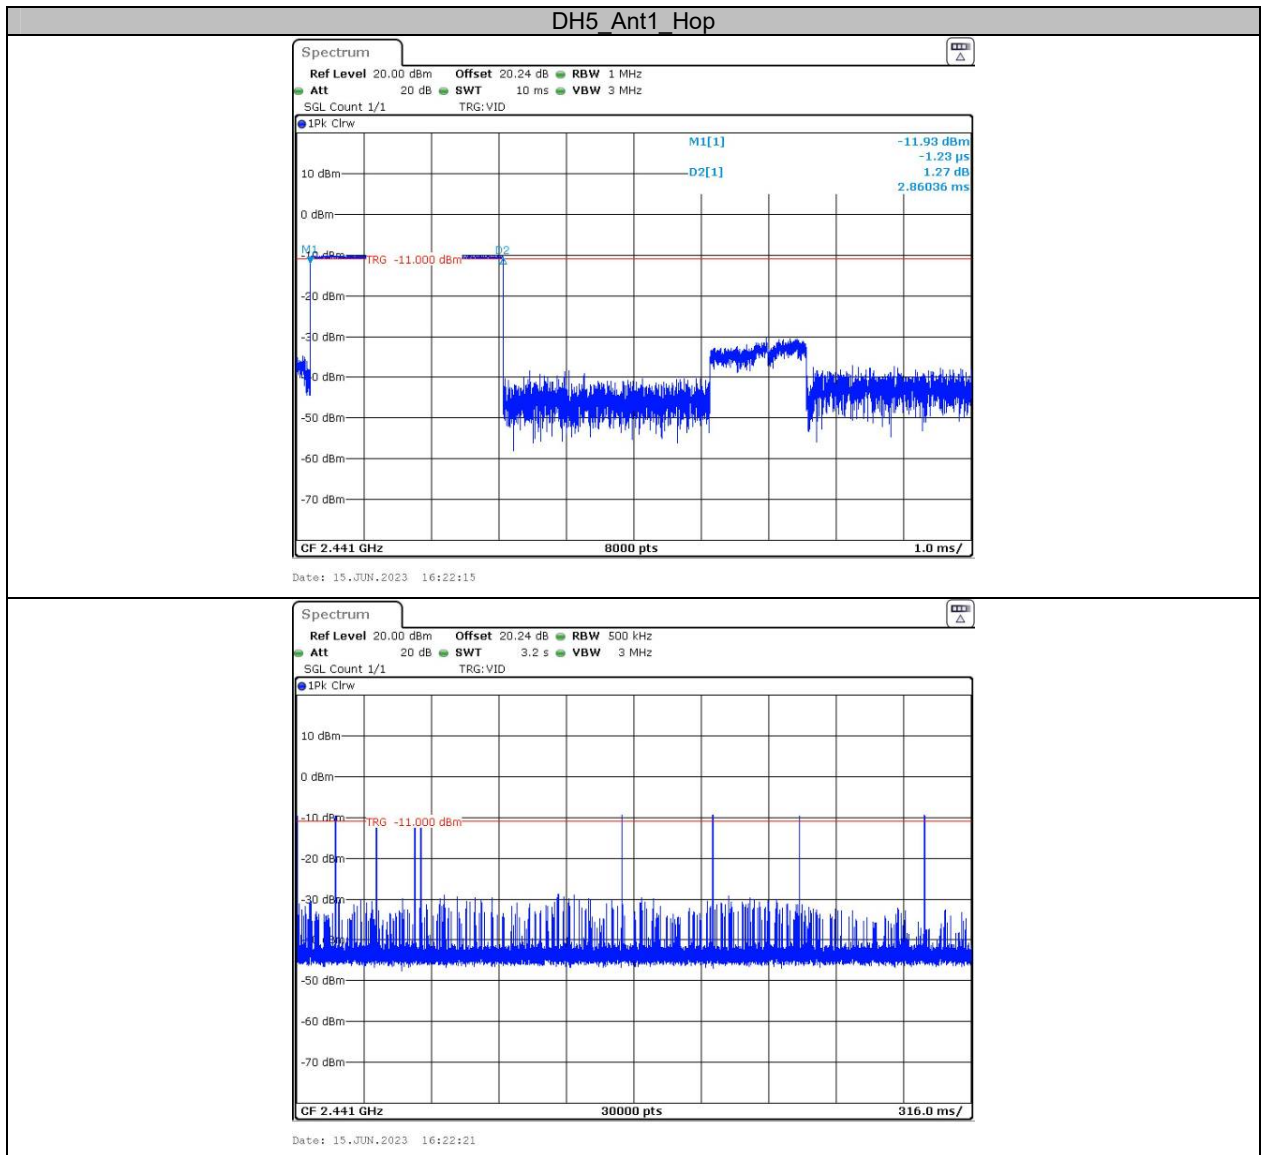 DH5_Ant1_Hop
Spectrum
Ref Level 20.00 dBm Offset 20.24 dB RBW 1 MHz
Att 20 dB SWT 10 ms VBW 3 MHz
SGL Count 1/1 TRG:VID
1Pk Clrw
M1[1] -11.93 dBm
-1.23 µs
10 dBm D2[1] 1.27 dB
2.86036 ms
0 dBm
M1 D2
-10 dBm TRG -11.000 dBm
-20 dBm
-30 dBm
-40 dBm
-50 dBm
-60 dBm
-70 dBm
CF 2.441 GHz 8000 pts 1.0 ms/
Date: 15.JUN.2023 16:22:15
Spectrum
Ref Level 20.00 dBm Offset 20.24 dB RBW 500 kHz
Att 20 dB SWT 3.2 s VBW 3 MHz
SGL Count 1/1 TRG:VID
1Pk Clrw
10 dBm
0 dBm
-10 dBm TRG -11.000 dBm
-20 dBm
-30 dBm
-50 dBm
-60 dBm
-70 dBm
CF 2.441 GHz 30000 pts 316.0 ms/
Date: 15.JUN.2023 16:22:21